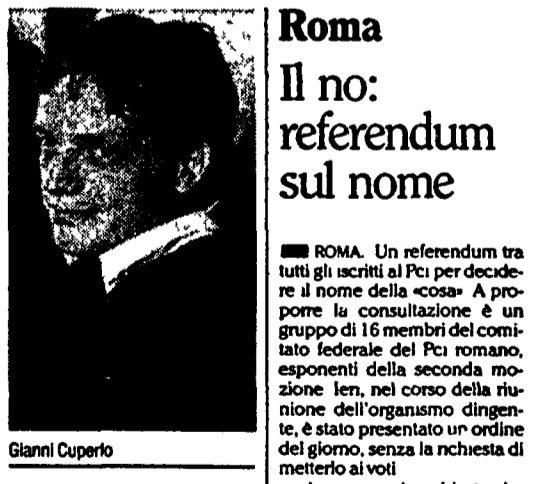 Gianni Cuperlo
Roma
Il no:
referendum
sul nome
ROMA. Un referendum tra
tutti gli iscritti al Pci per decide-
re il nome della «cosa» A pro-
porre la consultazione è un
gruppo di 16 membri del comi-
tato federale del Pci romano,
esponenti della seconda mo-
zione Ieri, nel corso della riu-
nione dell'organismo dirigen-
te, è stato presentato un ordine
del giorno, senza la richiesta di
metterlo ai voti